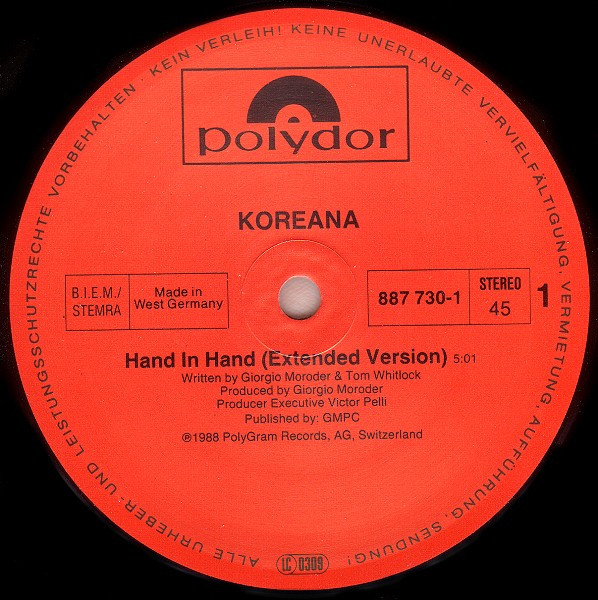 ALLE URHEBER- UND LEISTUNGSSCHUTZRECHTE VORBEHALTEN · KEIN VERLEIH! KEINE UNERLAUBTE VERVIELFÄLTIGUNG, VERMIETUNG, AUFFÜHRUNG, SENDUNG!
polydor
KOREANA
B.I.E.M./
STEMRA
Made in
West Germany
887 730-1
STEREO
45
1
Hand In Hand (Extended Version) 5:01
Written by Giorgio Moroder & Tom Whitlock
Produced by Giorgio Moroder
Producer Executive Victor Pelli
Published by: GMPC
℗1988 PolyGram Records, AG, Switzerland
LC 0309